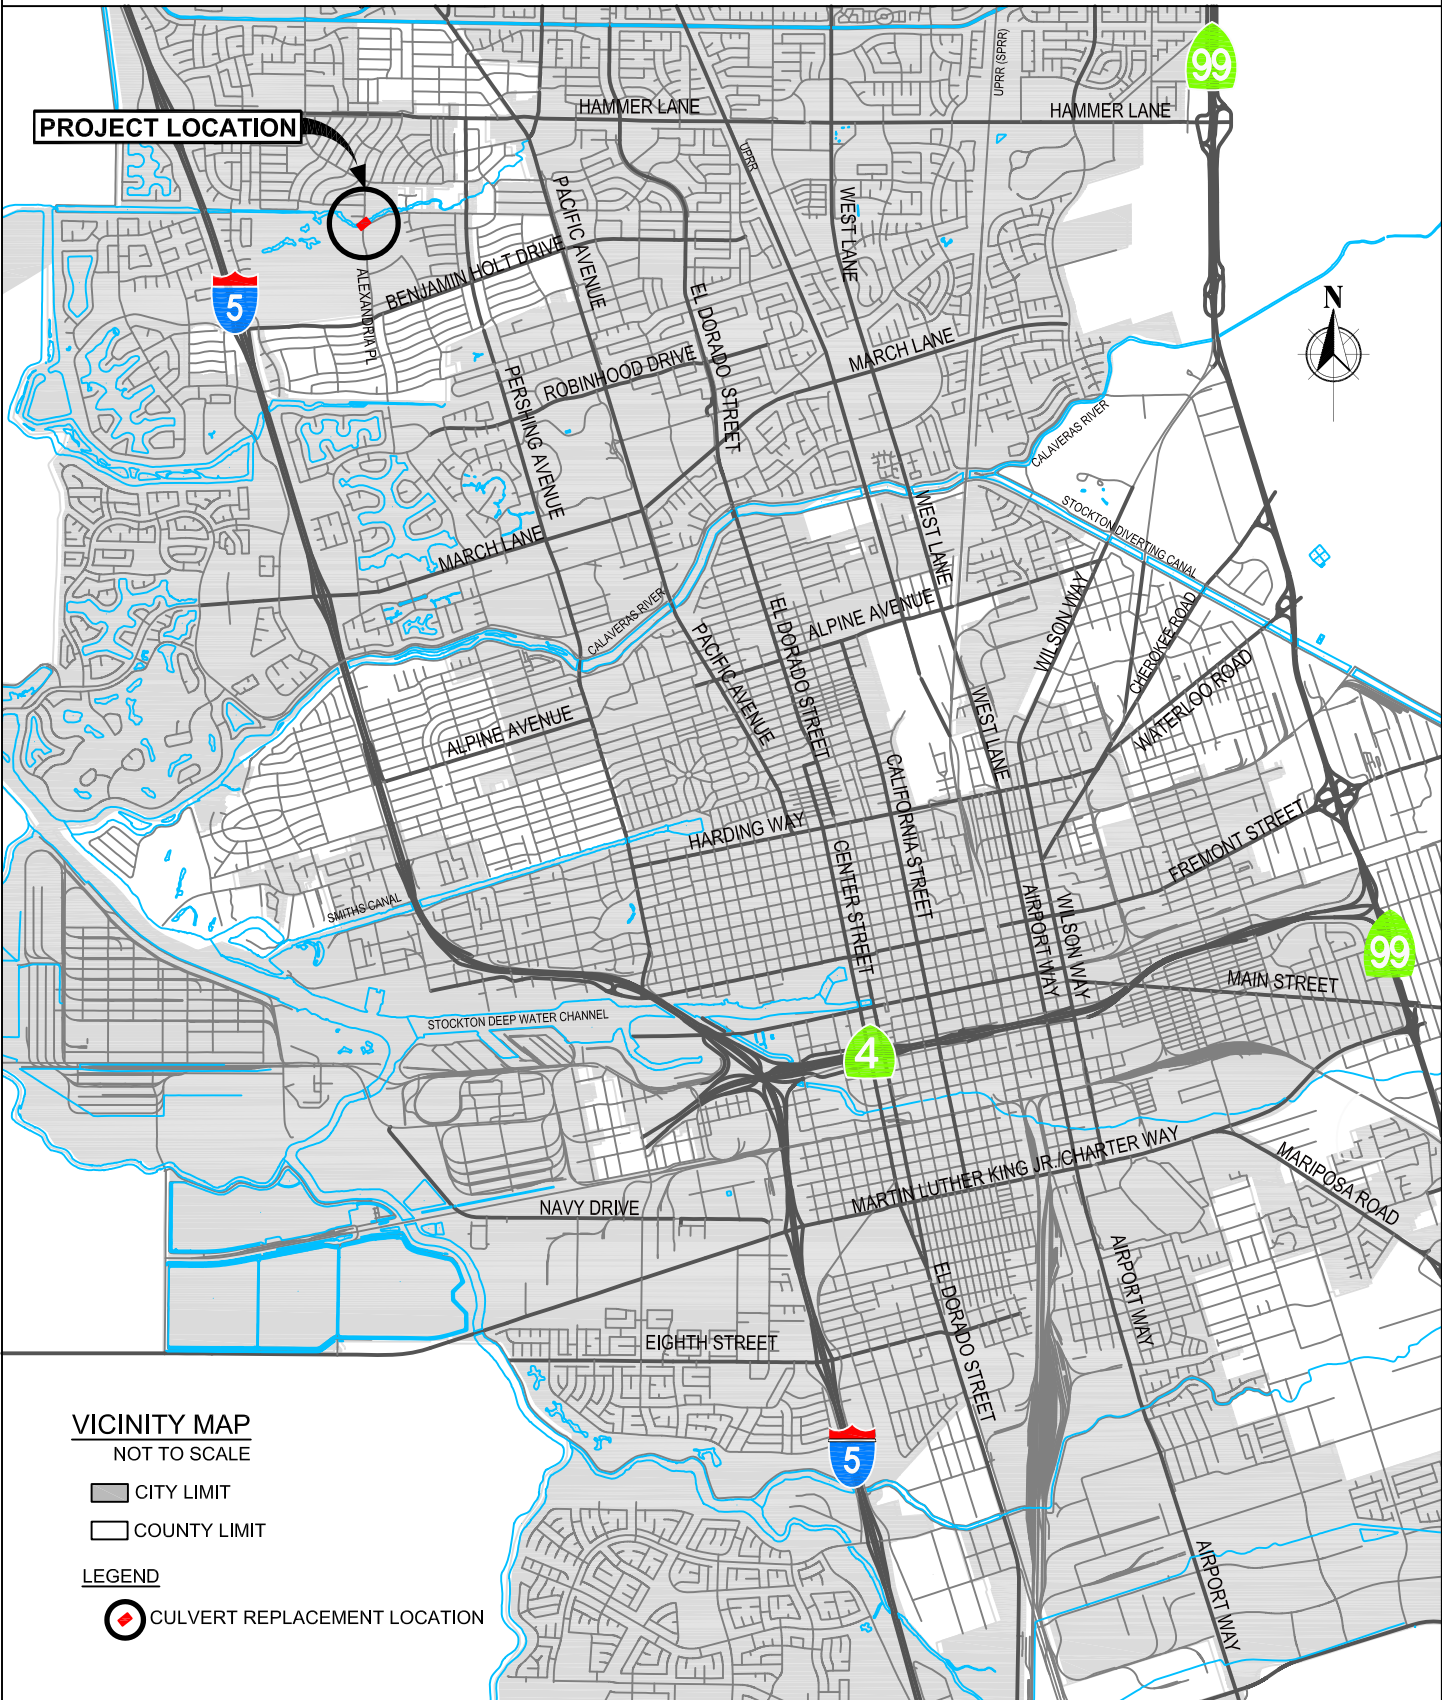 99
UPRR (SPRR)
HAMMER LANE
HAMMER LANE
PROJECT LOCATION
UPRR
PACIFIC AVENUE
WEST LANE
BENJAMIN HOLT DRIVE
ALEXANDRIA PL
5
EL DORADO STREET
N
MARCH LANE
ROBINHOOD DRIVE
PERSHING AVENUE
CALAVERAS RIVER
STOCKTON DIVERTING CANAL
WEST LANE
MARCH LANE
CALAVERAS RIVER
EL DORADO STREET
ALPINE AVENUE
WILSON WAY
CHEROKEE ROAD
WATERLOO ROAD
PACIFIC AVENUE
WEST LANE
ALPINE AVENUE
CALIFORNIA STREET
HARDING WAY
FREMONT STREET
CENTER STREET
AIRPORT WAY
WILSON WAY
SMITHS CANAL
99
MAIN STREET
STOCKTON DEEP WATER CHANNEL
4
MARTIN LUTHER KING JR./CHARTER WAY
MARIPOSA ROAD
NAVY DRIVE
AIRPORT WAY
EL DORADO STREET
EIGHTH STREET
5
AIRPORT WAY
VICINITY MAP
NOT TO SCALE
CITY LIMIT
COUNTY LIMIT
LEGEND
CULVERT REPLACEMENT LOCATION